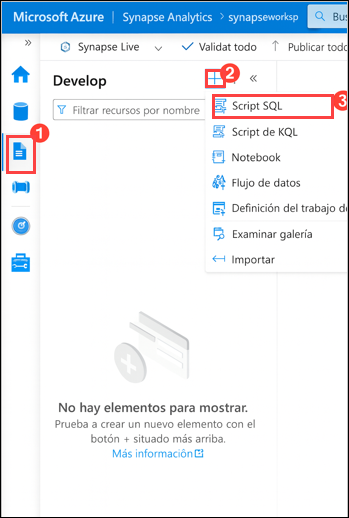 Microsoft Azure Synapse Analytics > synapseworksp Bu
» Synapse Live Validat todo Publicar todo
Develop 2 «
Filtrar recursos por nombre
1
Script SQL 3
Script de KQL
Notebook
Flujo de datos
Definición del trabajo de
Examinar galería
Importar
No hay elementos para mostrar.
Prueba a crear un nuevo elemento con el
botón + situado más arriba.
Más información